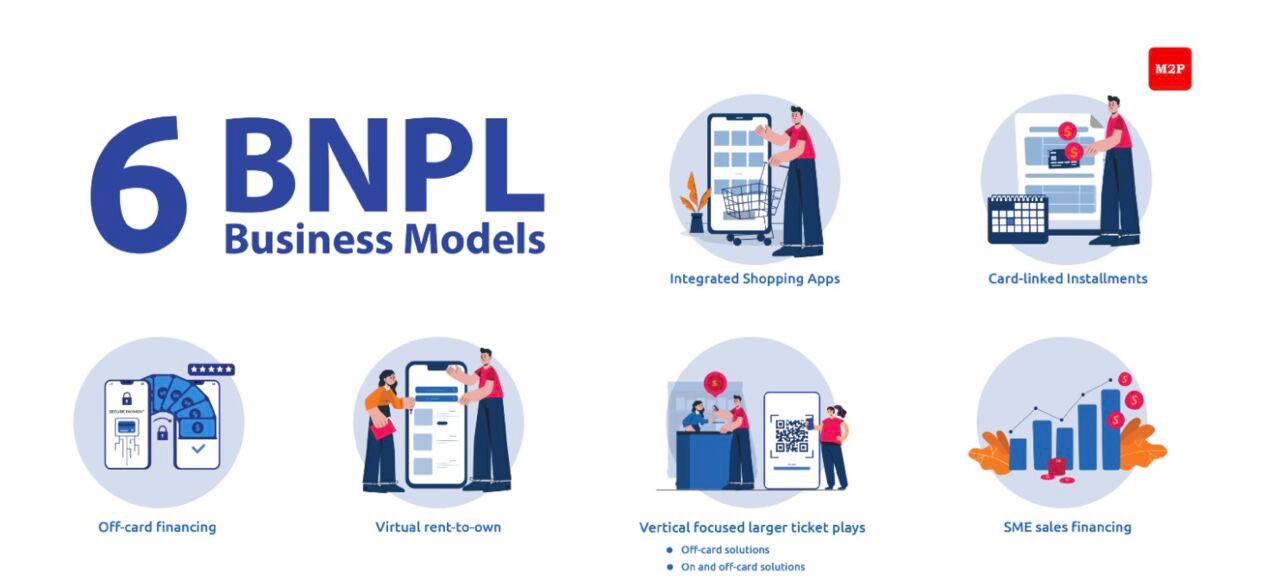 M2P
6 BNPL
Business Models
Integrated Shopping Apps
Card-linked Installments
SECURE PAYMENT
Off-card financing
Virtual rent-to-own
Vertical focused larger ticket plays
Off-card solutions
On and off-card solutions
SME sales financing